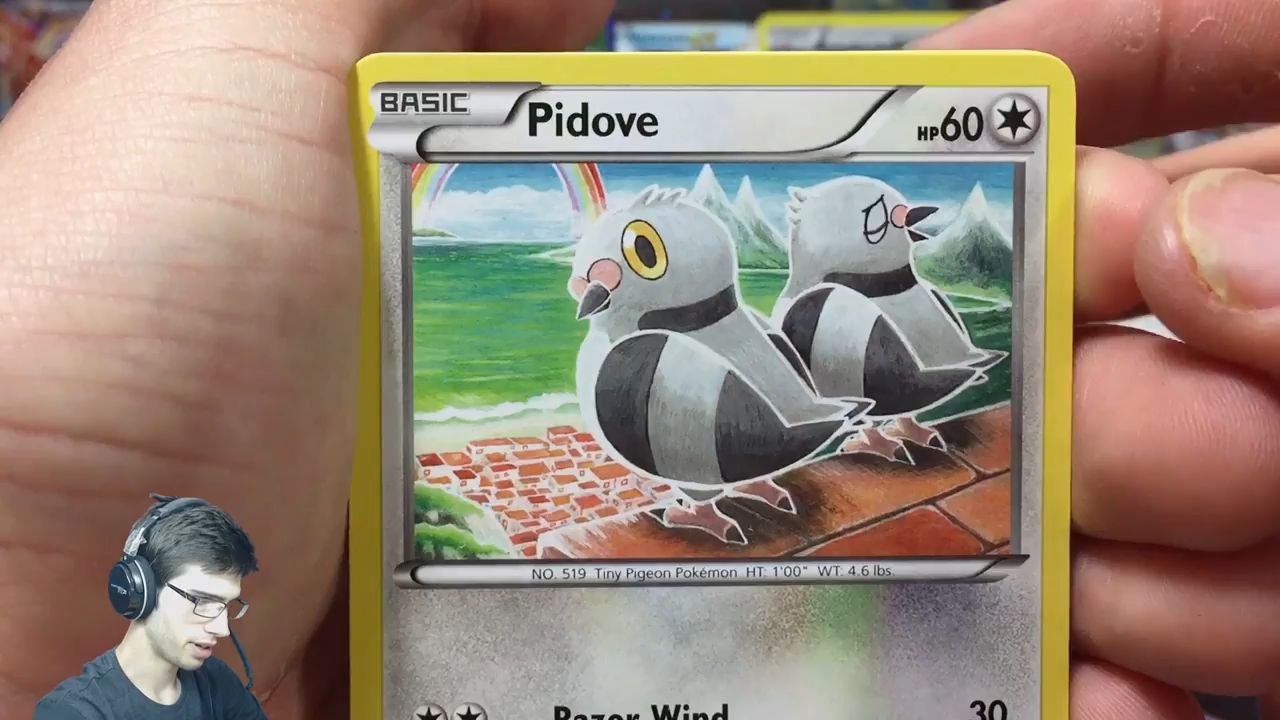 BASIC Pidove HP60
NO. 519 Tiny Pigeon Pokémon HT: 1'00" WT: 4.6 lbs.
Razor Wind 30